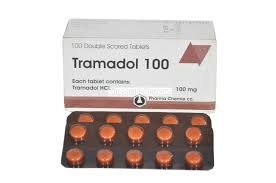 100 Double Scored Tablets
Tramadol 100
Each tablet contains:
Tramadol HCl.
100 mg
Pharma Chemie co.